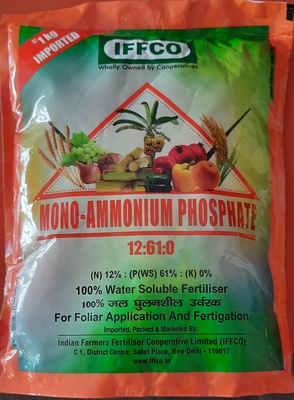 *1 kg
IMPORTED
IFFCO
Wholly Owned by Cooperatives
MONO-AMMONIUM PHOSPHATE
12:61:0
(N) 12% : (P(WS) 61% : (K) 0%
100% Water Soluble Fertiliser
100% जल घुलनशील उर्वरक
For Foliar Application And Fertigation
Imported, Packed & Marketed By:
Indian Farmers Fertiliser Cooperative Limited (IFFCO)
C 1, District Centre, Saket Place, New Delhi - 110017
www.iffco.in